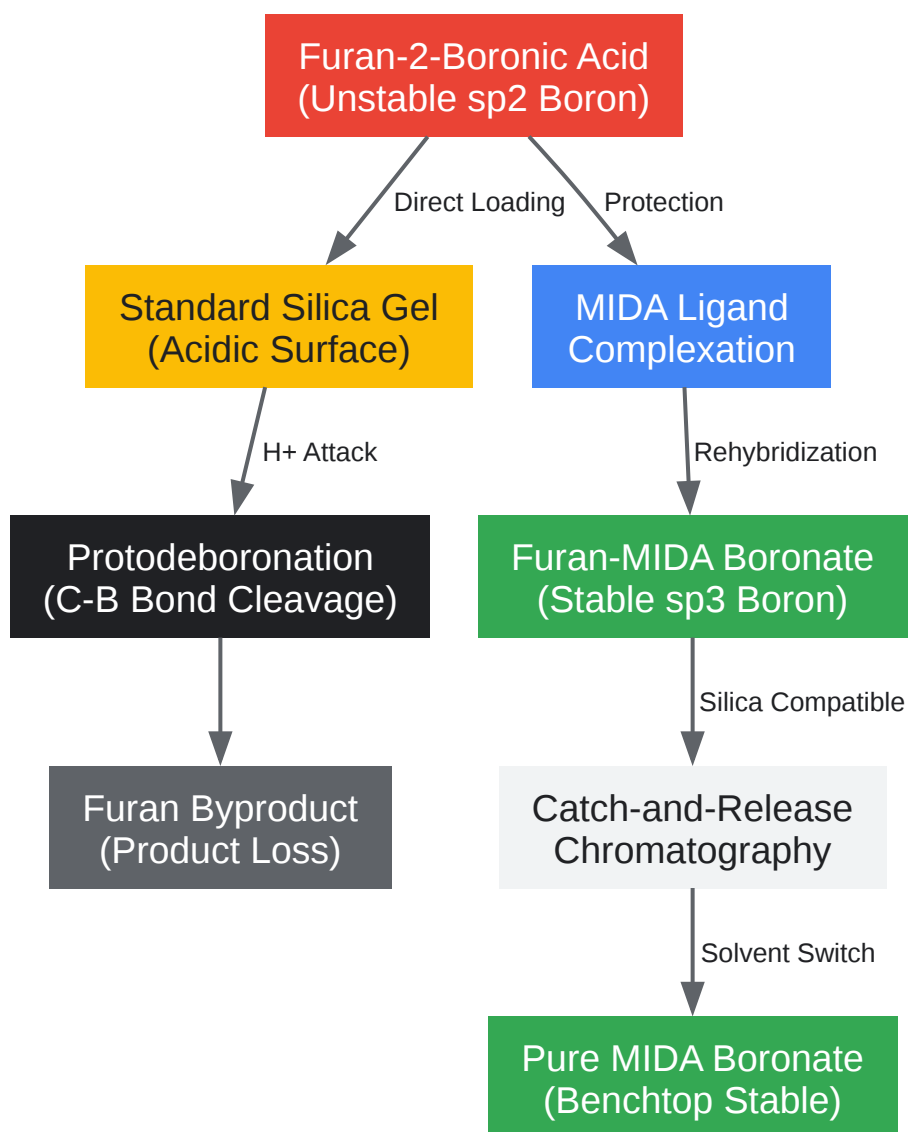 Furan-2-Boronic Acid
(Unstable sp2 Boron)
Direct Loading
Protection
Standard Silica Gel
(Acidic Surface)
MIDA Ligand
Complexation
H+ Attack
Rehybridization
Protodeboronation
(C-B Bond Cleavage)
Furan-MIDA Boronate
(Stable sp3 Boron)
Silica Compatible
Furan Byproduct
(Product Loss)
Catch-and-Release
Chromatography
Solvent Switch
Pure MIDA Boronate
(Benchtop Stable)